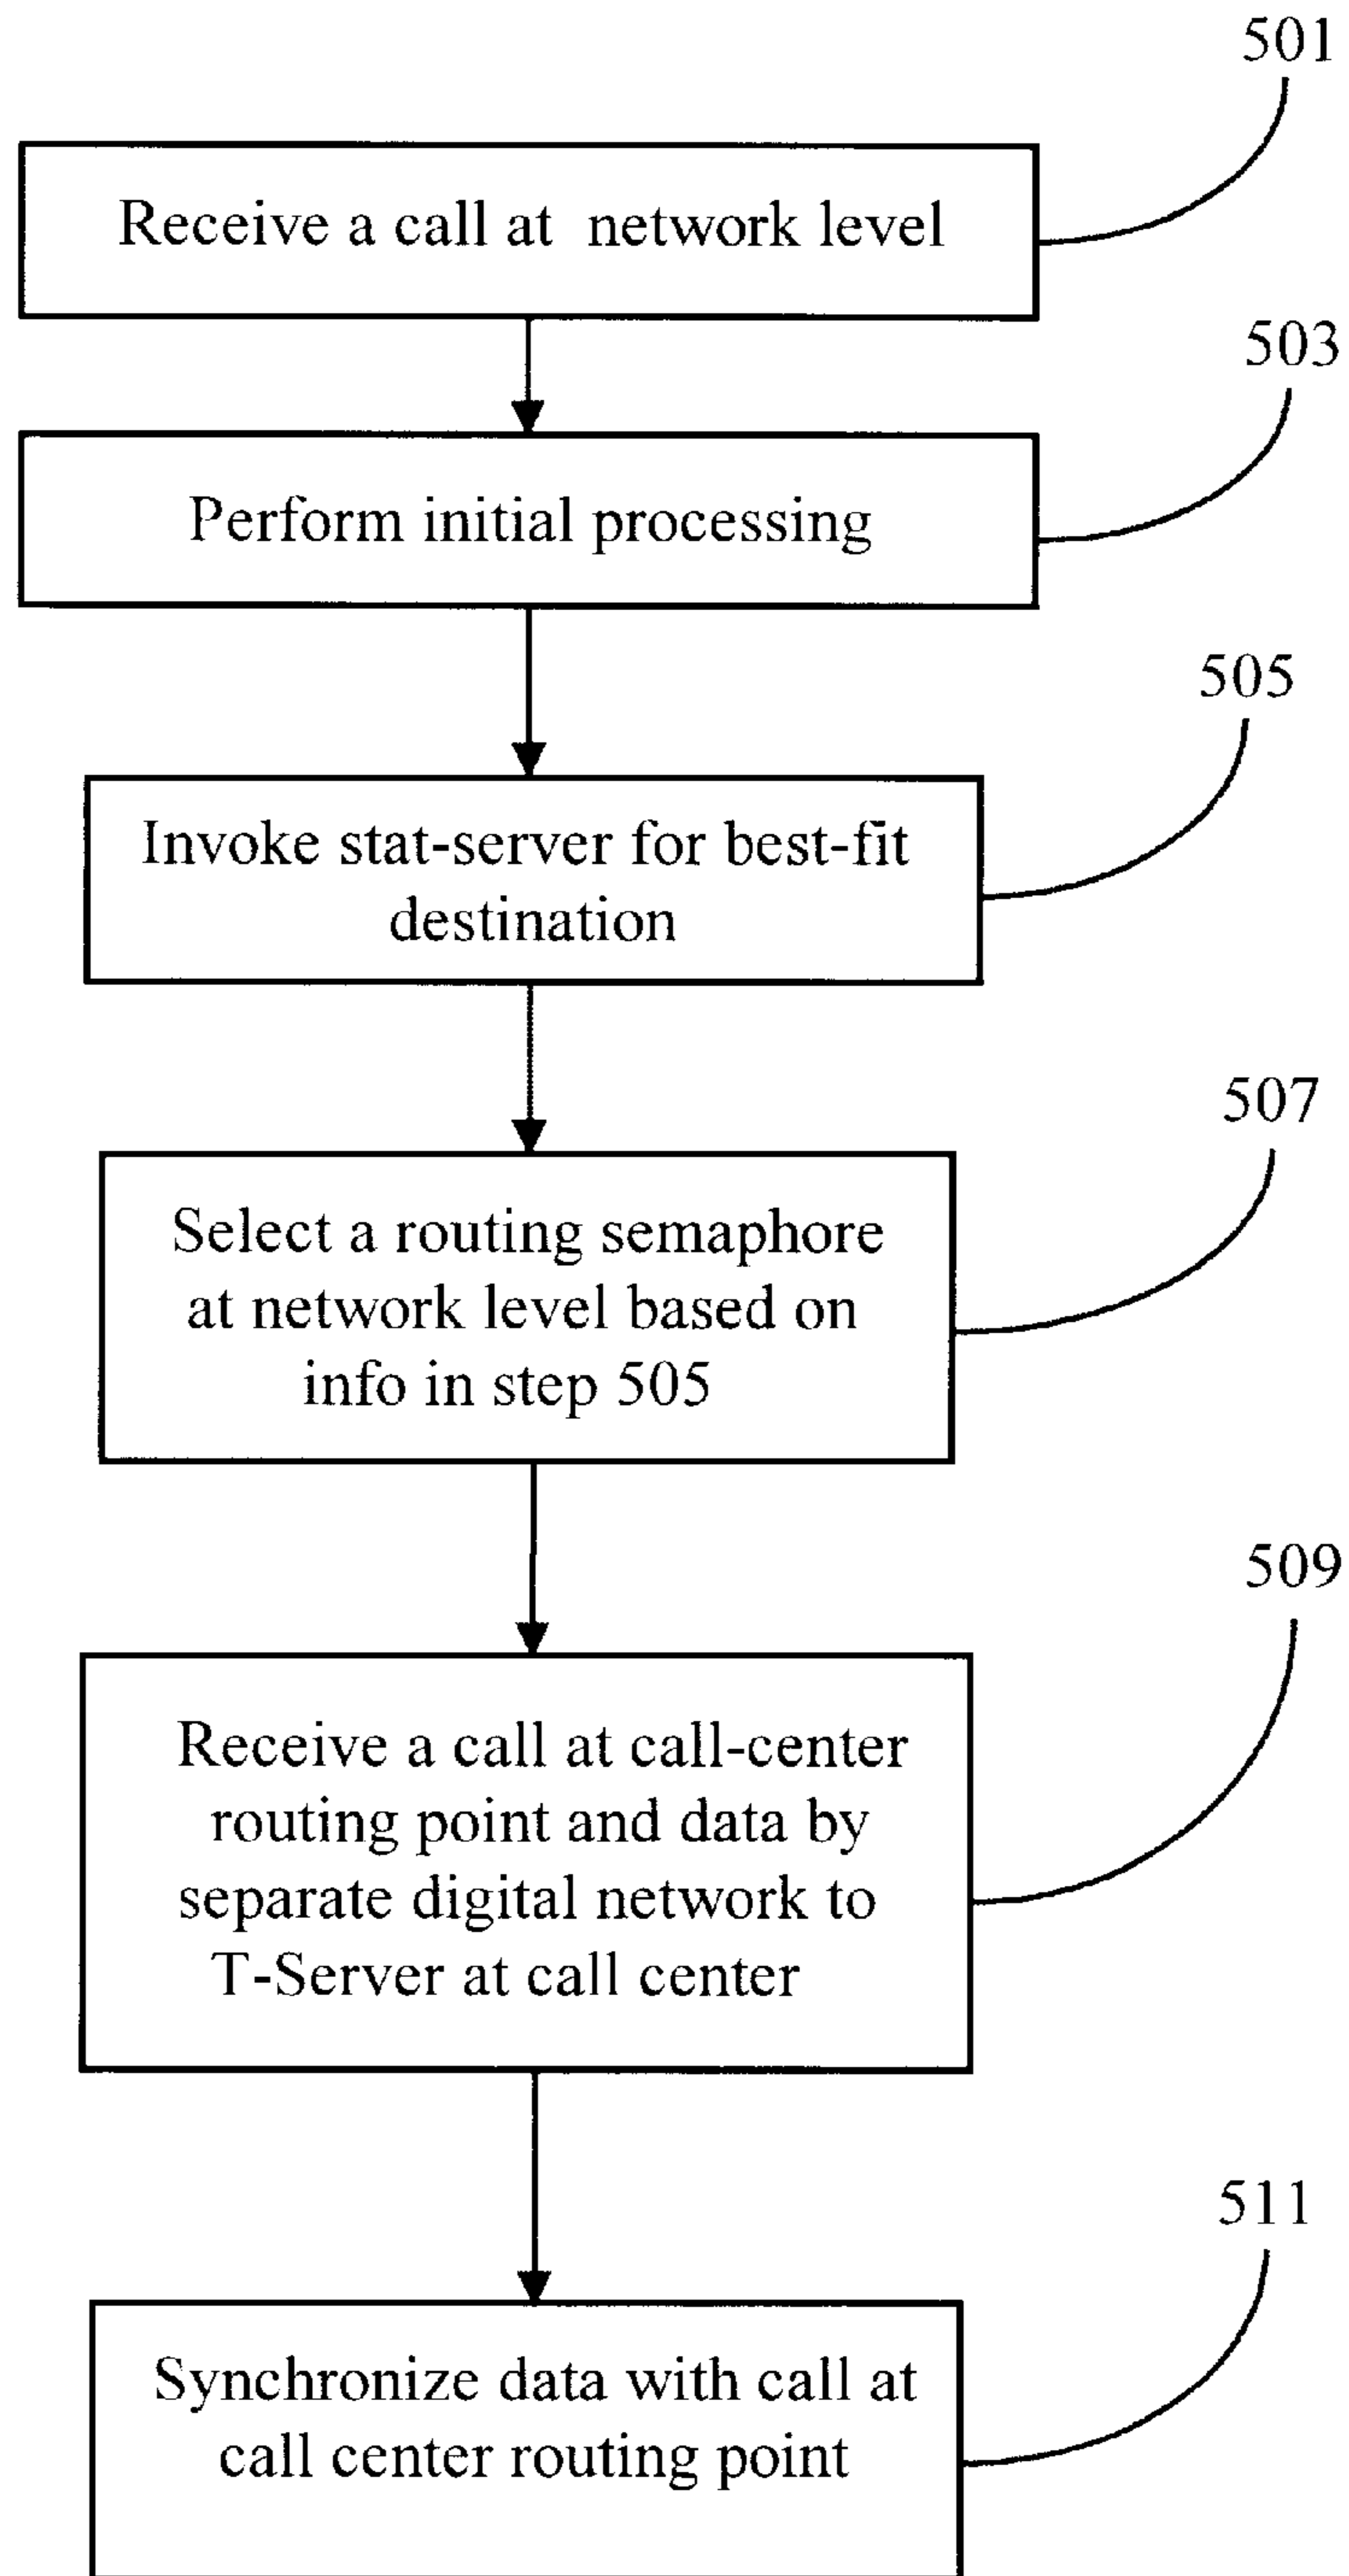 501
Receive a call at network level
503
Perform initial processing
505
Invoke stat-server for best-fit
destination
507
Select a routing semaphore
at network level based on
info in step 505
509
Receive a call at call-center
routing point and data by
separate digital network to
T-Server at call center
511
Synchronize data with call at
call center routing point